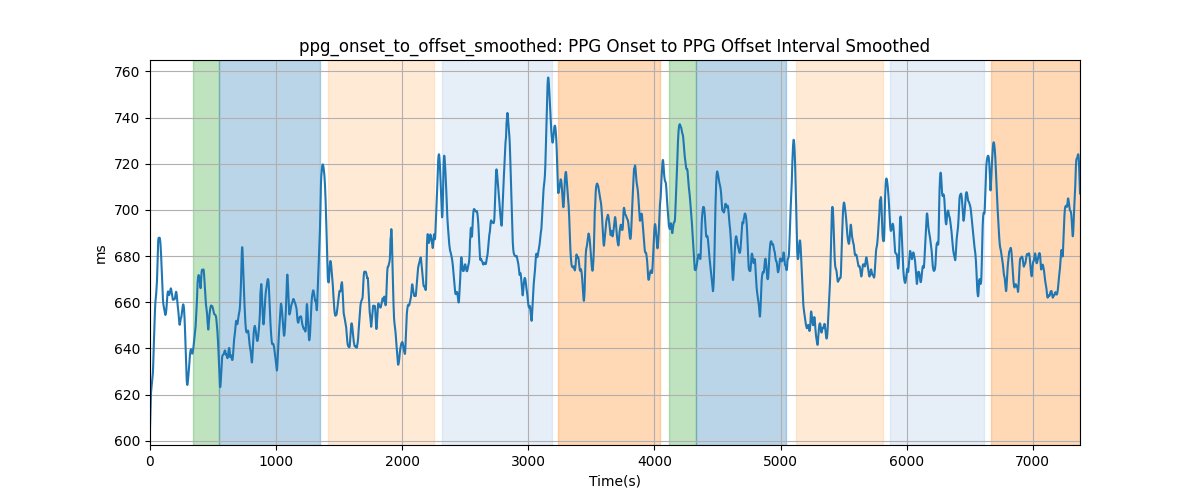 ppg_onset_to_offset_smoothed: PPG Onset to PPG Offset Interval Smoothed
760
740
720
700
680
660
640
620
600
ms
0 1000 2000 3000 4000 5000 6000 7000
Time(s)